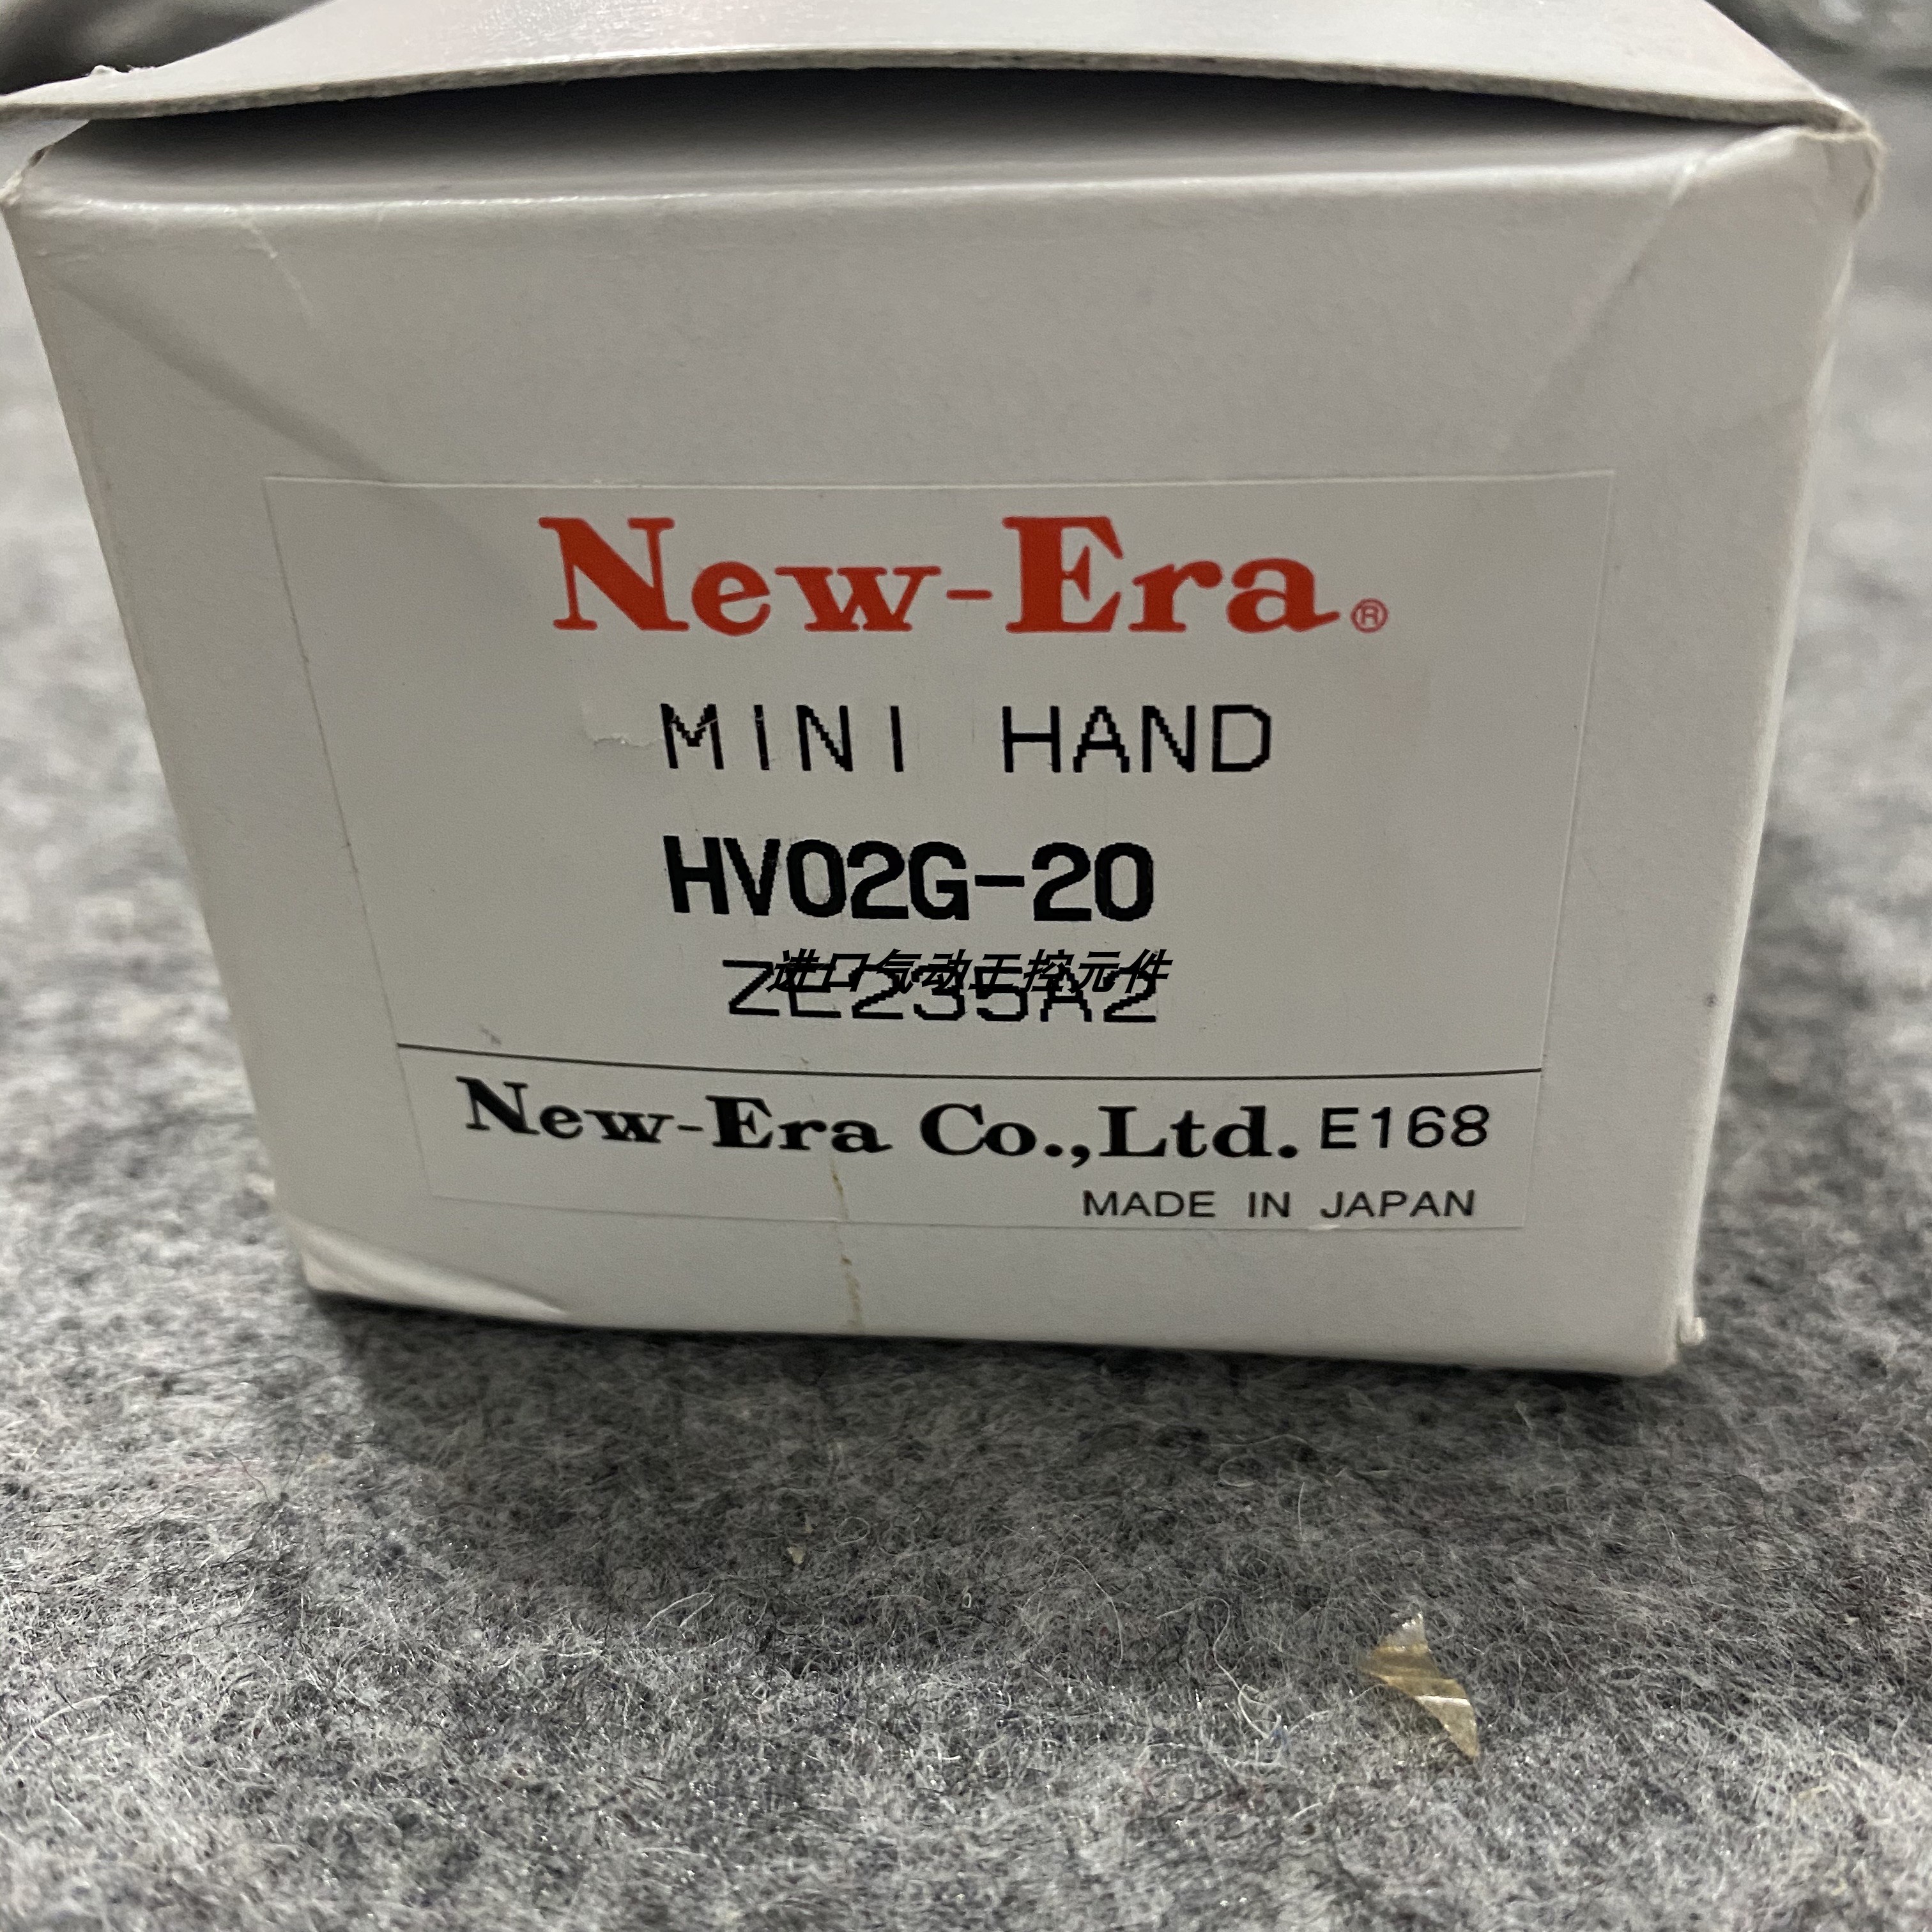 New-Era®
MINI HAND
HV02G-20
进口气动工控元件
ZE235A2
New-Era Co.,Ltd. E168
MADE IN JAPAN